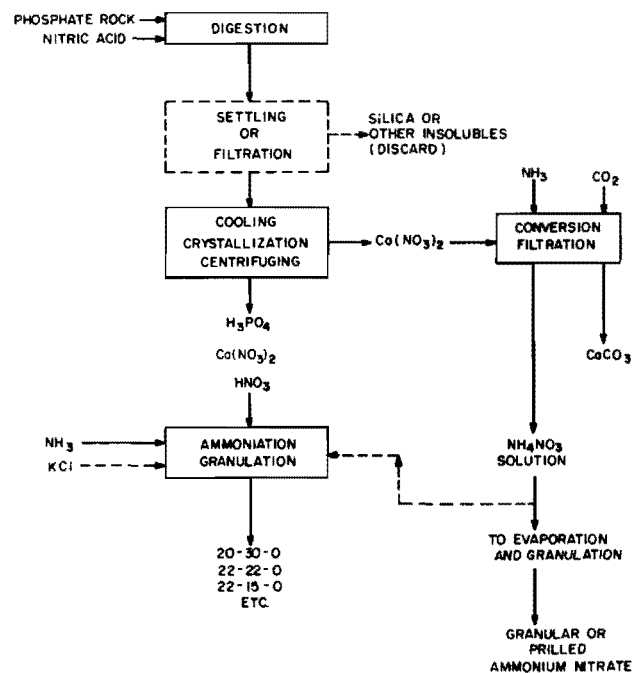 PHOSPHATE ROCK
NITRIC ACID
DIGESTION
SETTLING
OR
FILTRATION
SILICA OR
OTHER INSOLUBLES
(DISCARD)
COOLING
CRYSTALLIZATION
CENTRIFUGING
Ca(NO₃)₂
NH₃
CO₂
CONVERSION
FILTRATION
H₃PO₄
Ca(NO₃)₂
HNO₃
CaCO₃
NH₃
KCl
AMMONIATION
GRANULATION
NH₄NO₃
SOLUTION
20-30-0
22-22-0
22-15-0
ETC.
TO EVAPORATION
AND GRANULATION
GRANULAR OR
PRILLED
AMMONIUM NITRATE